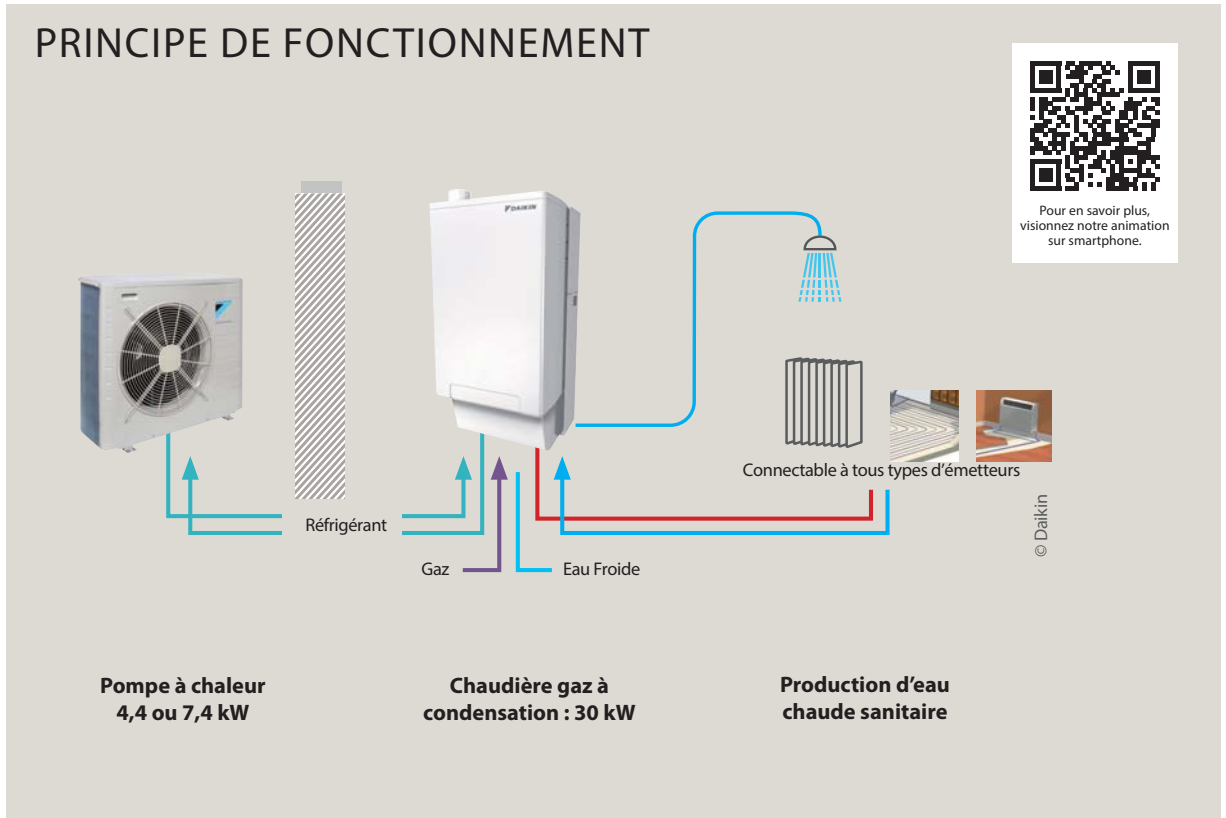 PRINCIPE DE FONCTIONNEMENT
Pour en savoir plus,
visionnez notre animation
sur smartphone.
DAIKIN
Connectable à tous types d'émetteurs
© Daikin
Réfrigérant
Gaz
Eau Froide
Pompe à chaleur
4,4 ou 7,4 kW
Chaudière gaz à
condensation : 30 kW
Production d'eau
chaude sanitaire